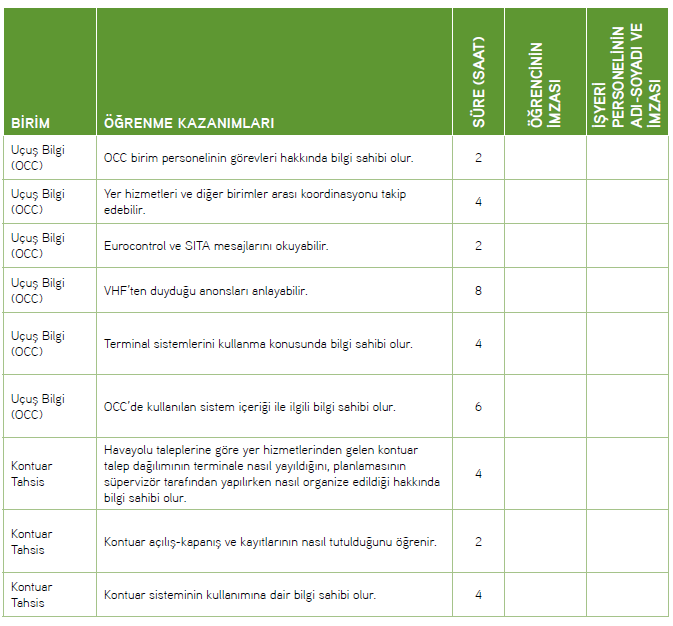 BİRİM
ÖĞRENME KAZANIMLARI
SÜRE (SAAT)
ÖĞRENCİNİN
İMZASI
İŞYERİ
PERSONELİNİN
ADI-SOYADI VE
İMZASI
Uçuş Bilgi
(OCC)
OCC birim personelinin görevleri hakkında bilgi sahibi olur.
2
Uçuş Bilgi
(OCC)
Yer hizmetleri ve diğer birimler arası koordinasyonu takip
edebilir.
4
Uçuş Bilgi
(OCC)
Eurocontrol ve SITA mesajlarını okuyabilir.
2
Uçuş Bilgi
(OCC)
VHF'ten duyduğu anonsları anlayabilir.
8
Uçuş Bilgi
(OCC)
Terminal sistemlerini kullanma konusunda bilgi sahibi olur.
4
Uçuş Bilgi
(OCC)
OCC'de kullanılan sistem içeriği ile ilgili bilgi sahibi olur.
6
Kontuar
Tahsis
Havayolu taleplerine göre yer hizmetlerinden gelen kontuar
talep dağılımının terminale nasıl yayıldığını, planlamasının
süpervizör tarafından yapılırken nasıl organize edildiği hakkında
bilgi sahibi olur.
4
Kontuar
Tahsis
Kontuar açılış-kapanış ve kayıtlarının nasıl tutulduğunu öğrenir.
2
Kontuar
Tahsis
Kontuar sisteminin kullanımına dair bilgi sahibi olur.
4